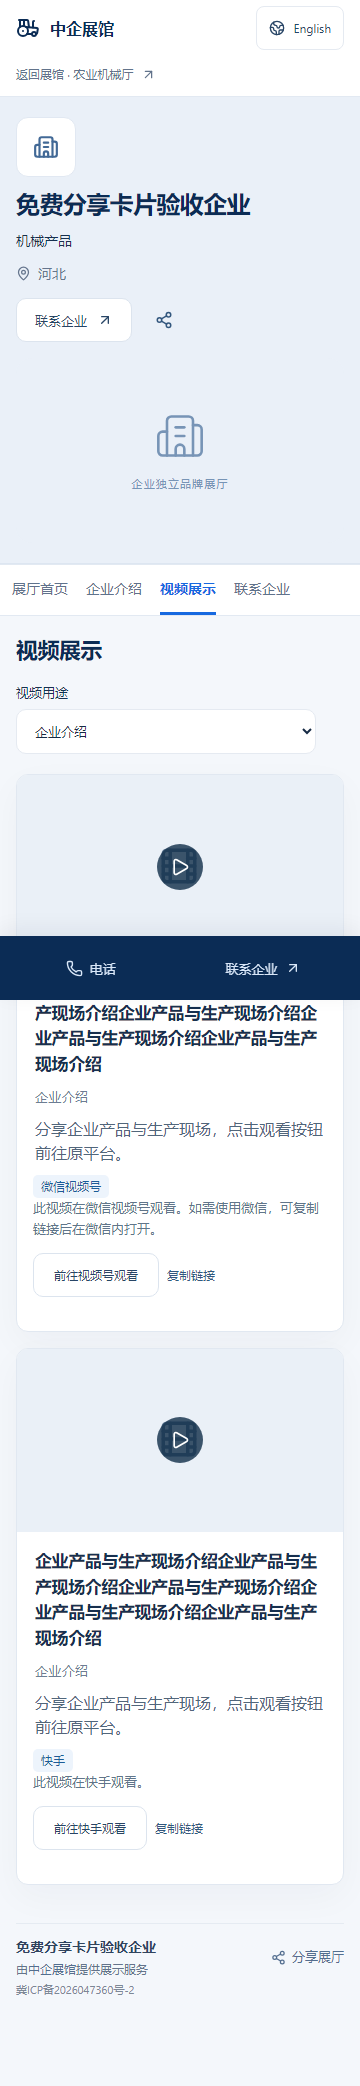 中企展馆
English
返回展馆 · 农业机械厅
免费分享卡片验收企业
机械产品
河北
联系企业
企业独立品牌展厅
展厅首页 企业介绍 视频展示 联系企业
视频展示
视频用途
企业介绍
电话 联系企业
产现场介绍企业产品与生产现场介绍企
业产品与生产现场介绍企业产品与生产
现场介绍
企业介绍
分享企业产品与生产现场，点击观看按钮
前往原平台。
微信视频号
此视频在微信视频号观看。如需使用微信，可复制
链接后在微信内打开。
前往视频号观看 复制链接
企业产品与生产现场介绍企业产品与生
产现场介绍企业产品与生产现场介绍企
业产品与生产现场介绍企业产品与生产
现场介绍
企业介绍
分享企业产品与生产现场，点击观看按钮
前往原平台。
快手
此视频在快手观看。
前往快手观看 复制链接
免费分享卡片验收企业
分享展厅
由中企展馆提供展示服务
冀ICP备2026047360号-2